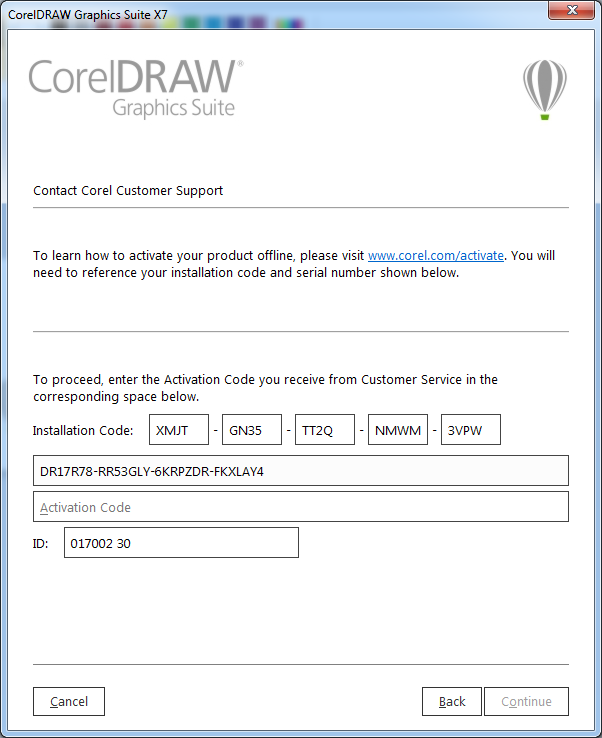 CorelDRAW Graphics Suite X7
CorelDRAW®
Graphics Suite
Contact Corel Customer Support
To learn how to activate your product offline, please visit www.corel.com/activate. You will
need to reference your installation code and serial number shown below.
To proceed, enter the Activation Code you receive from Customer Service in the
corresponding space below.
Installation Code: XMJT - GN35 - TT2Q - NMWM - 3VPW
DR17R78-RR53GLY-6KRPZDR-FKXLAY4
Activation Code
ID: 017002 30
Cancel Back Continue